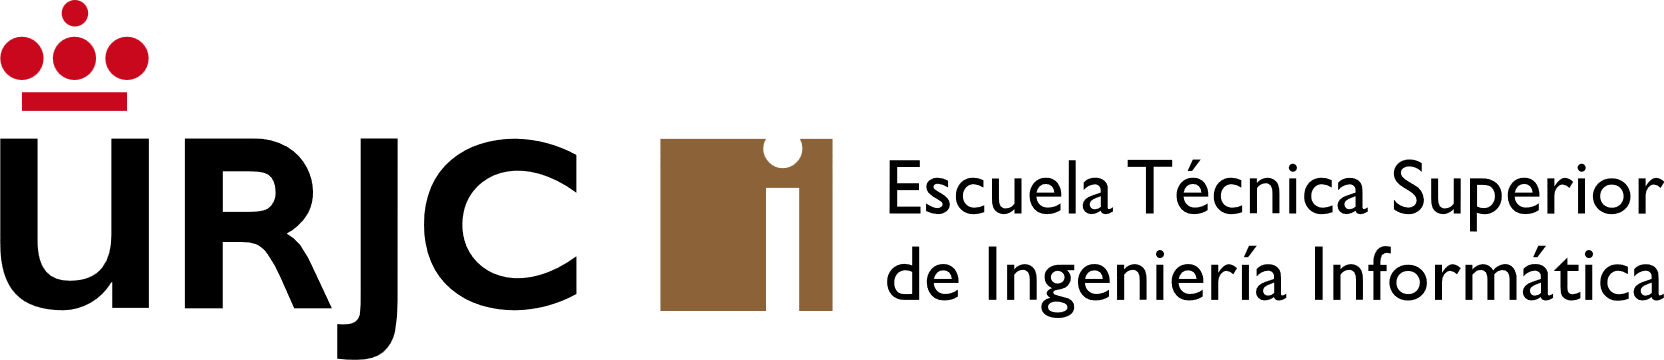 URJC
i
Escuela Técnica Superior
de Ingeniería Informática